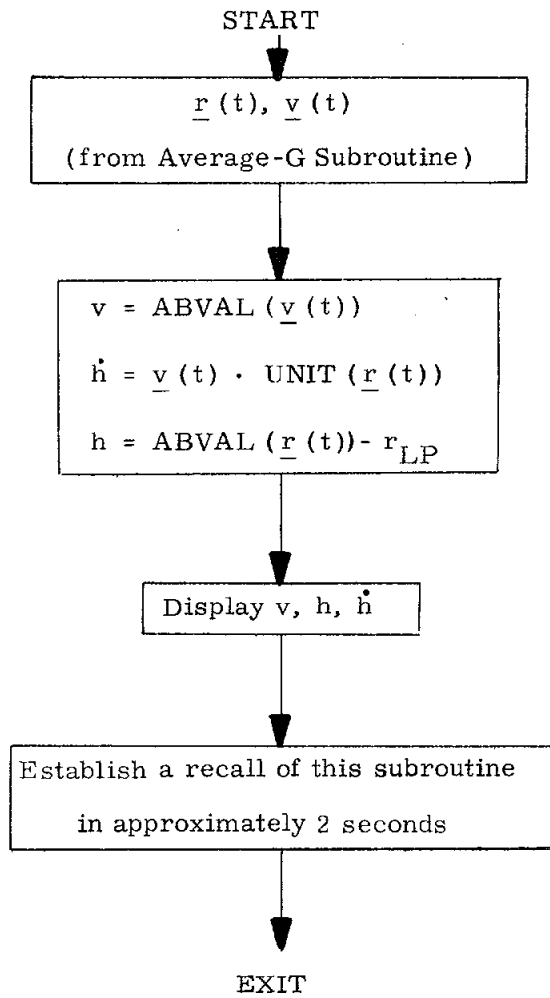 START
r (t), v (t)
(from Average-G Subroutine)
v = ABVAL (v (t))
ḣ = v (t) · UNIT (r (t))
h = ABVAL (r (t)) - r_LP
Display v, h, ḣ
Establish a recall of this subroutine
in approximately 2 seconds
EXIT